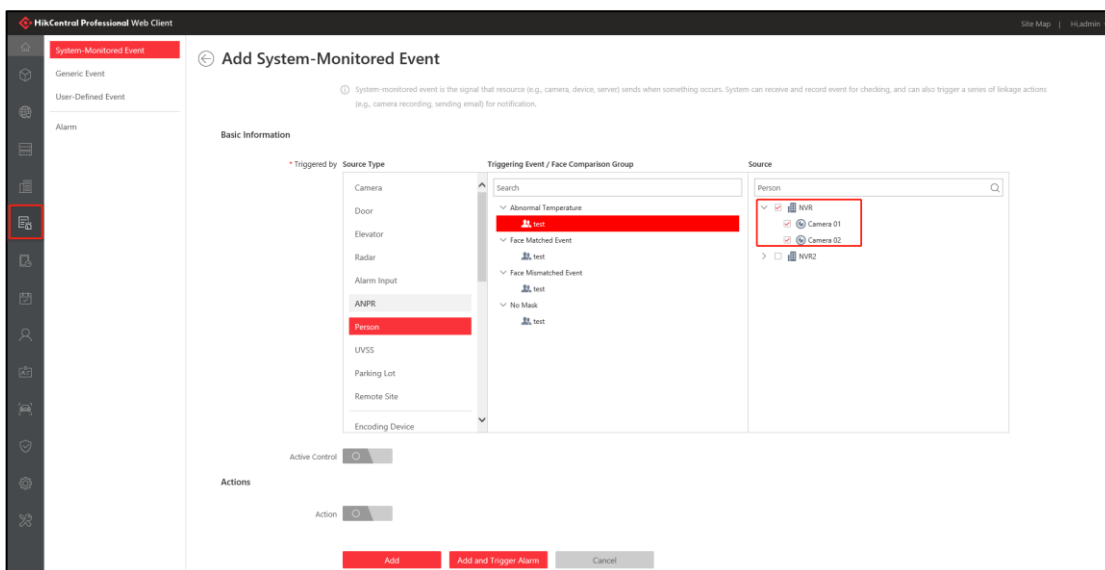 HikCentral Professional Web Client
Site Map | Hi,admin
System-Monitored Event
Generic Event
User-Defined Event
Alarm
Add System-Monitored Event
System-monitored event is the signal that resource (e.g., camera, device, server) sends when something occurs. System can receive and record event for checking, and can also trigger a series of linkage actions
(e.g., camera recording, sending email) for notification.
Basic Information
* Triggered by
Source Type
Camera
Door
Elevator
Radar
Alarm Input
ANPR
Person
UVSS
Parking Lot
Remote Site
Encoding Device
Triggering Event / Face Comparison Group
Search
Abnormal Temperature
test
Face Matched Event
test
Face Mismatched Event
test
No Mask
test
Source
Person
NVR
Camera 01
Camera 02
NVR2
Active Control
Actions
Action
Add
Add and Trigger Alarm
Cancel